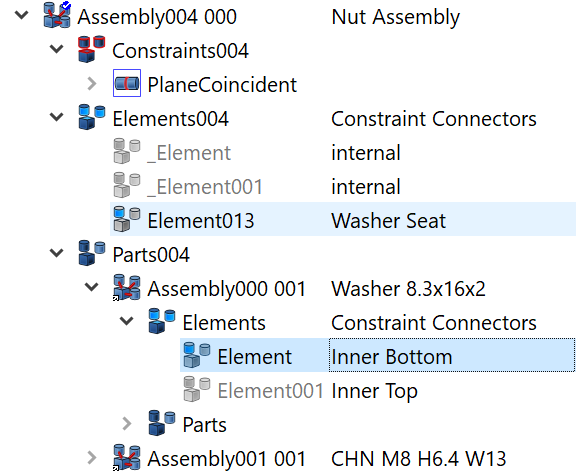 Assembly004 000 Nut Assembly
Constraints004
PlaneCoincident
Elements004 Constraint Connectors
_Element internal
_Element001 internal
Element013 Washer Seat
Parts004
Assembly000 001 Washer 8.3x16x2
Elements Constraint Connectors
Element Inner Bottom
Element001 Inner Top
Parts
Assembly001 001 CHN M8 H6.4 W13